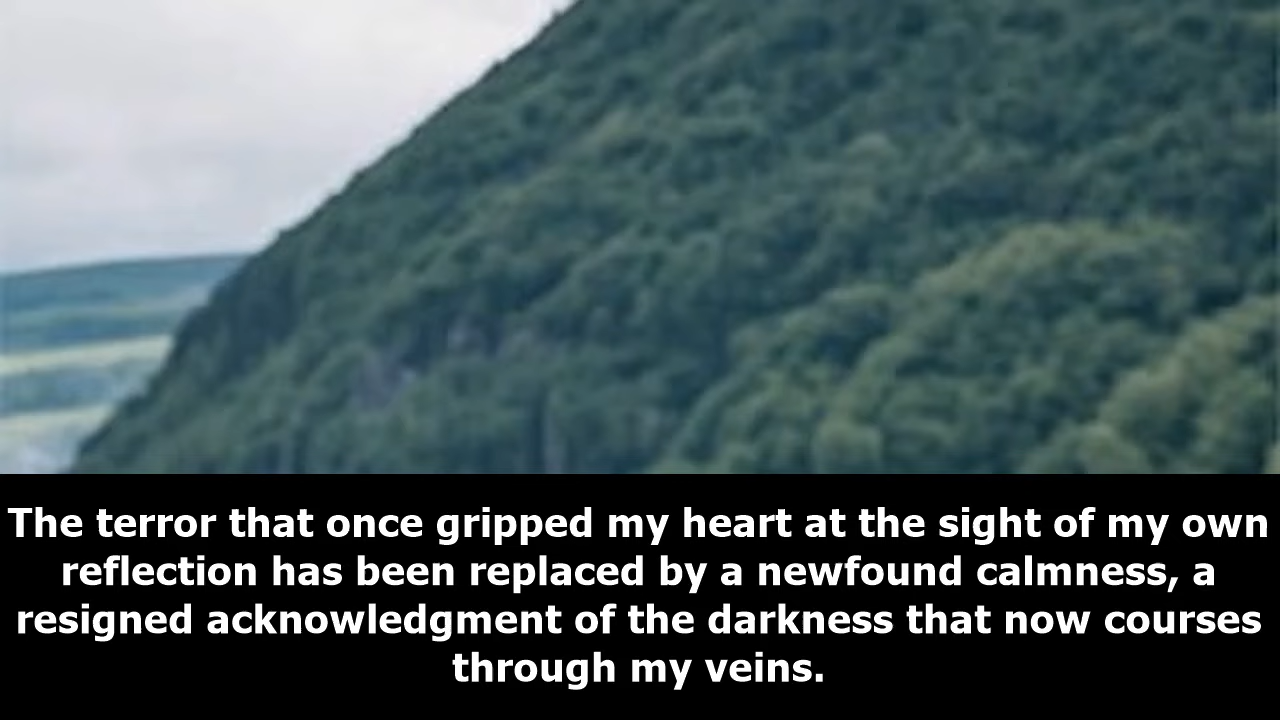 The terror that once gripped my heart at the sight of my own
reflection has been replaced by a newfound calmness, a
resigned acknowledgment of the darkness that now courses
through my veins.